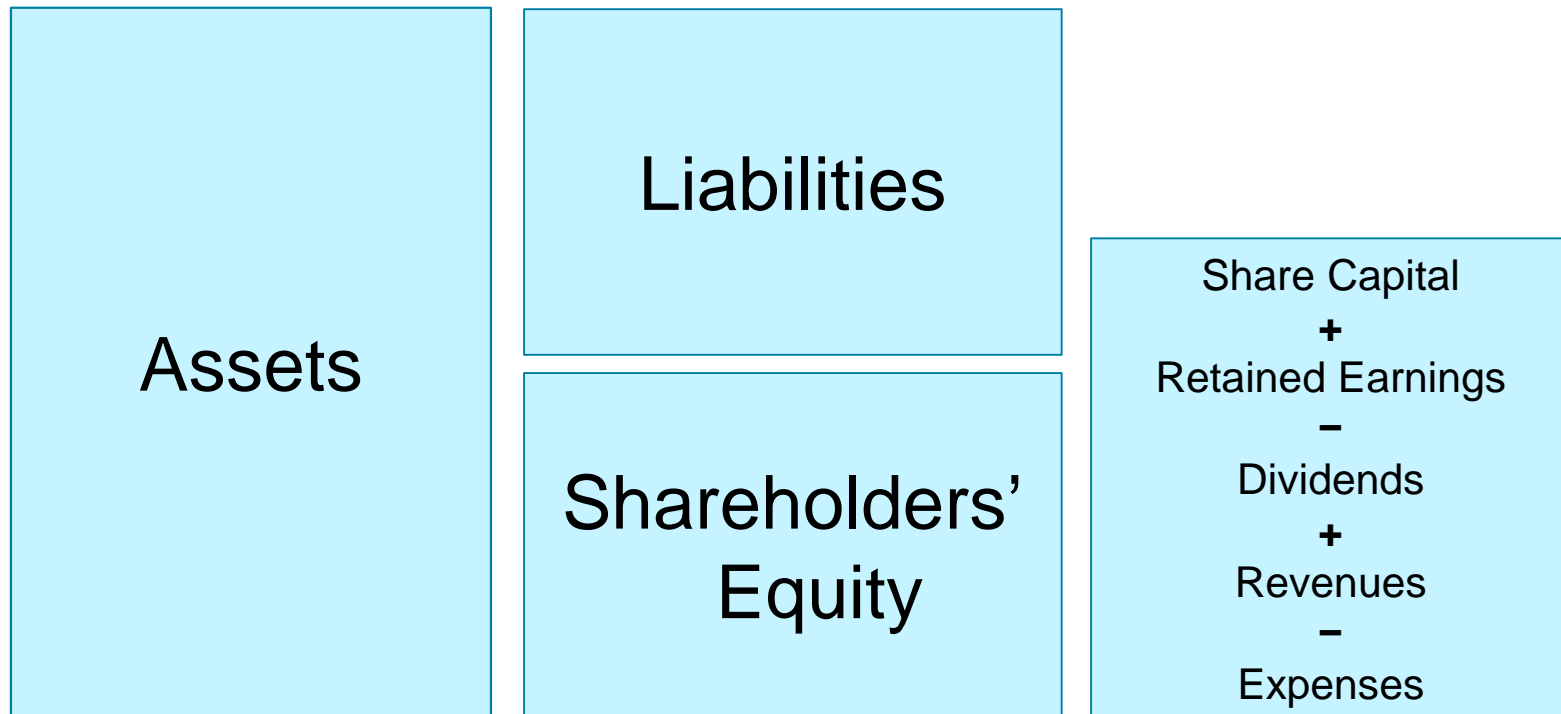 Assets
Liabilities
Shareholders’
Equity
Share Capital
+
Retained Earnings
−
Dividends
+
Revenues
−
Expenses